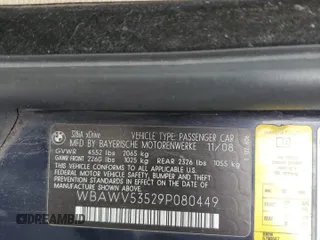 328i xDrive
VEHICLE TYPE: PASSENGER CAR
MFD BY BAYERISCHE MOTORENWERKE 11/08
GVWR 4552 lbs 2065 kg
GAWR FRONT 2260 lbs 1025 kg REAR 2326 lbs 1055 kg
THIS VEHICLE CONFORMS TO ALL APPLICABLE
FEDERAL MOTOR VEHICLE
SAFETY, BUMPER AND THEFT
PREVENTION STANDARDS
IN EFFECT ON THE DATE OF
MANUFACTURE SHOWN ABOVE
WBAWV53529P080449
DIDAUTOBID